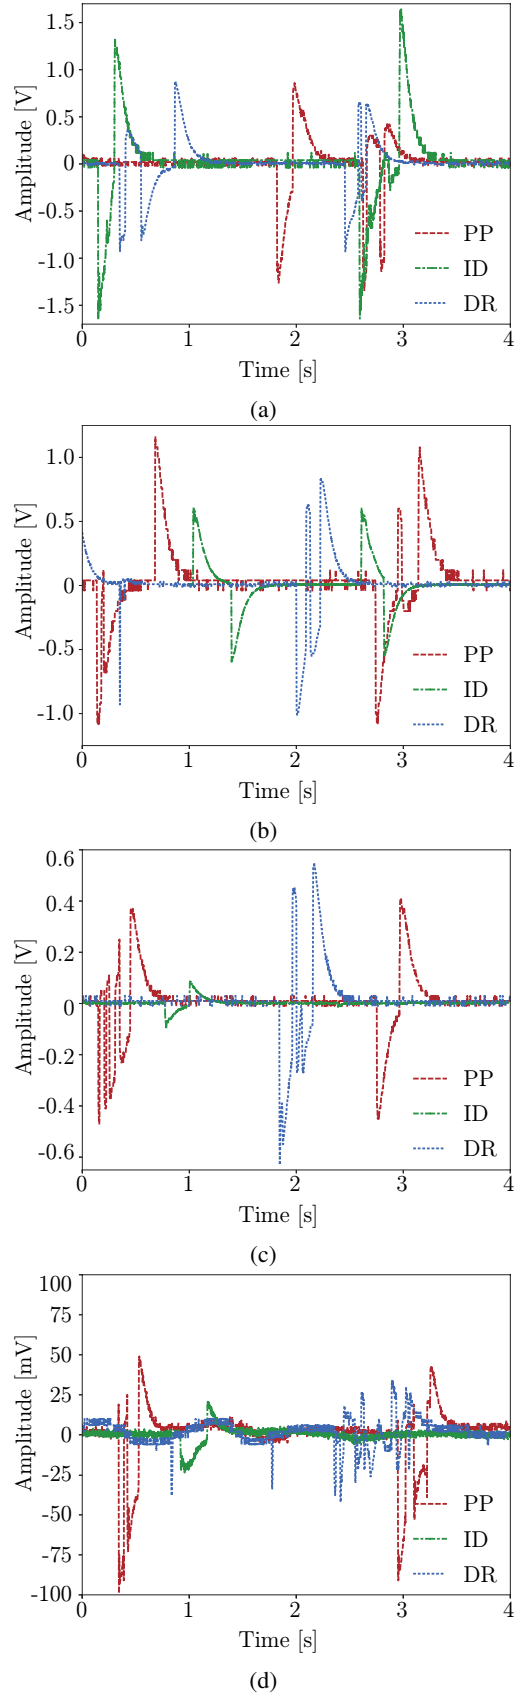 1.5
1.0
0.5
0
-0.5
-1.0
-1.5
Amplitude [V]
PP
ID
DR
0 1 2 3 4
Time [s]
(a)
1.0
0.5
0
-0.5
-1.0
Amplitude [V]
PP
ID
DR
0 1 2 3 4
Time [s]
(b)
0.6
0.4
0.2
0
-0.2
-0.4
-0.6
Amplitude [V]
PP
ID
DR
0 1 2 3 4
Time [s]
(c)
100
75
50
25
0
-25
-50
-75
-100
Amplitude [mV]
PP
ID
DR
0 1 2 3 4
Time [s]
(d)